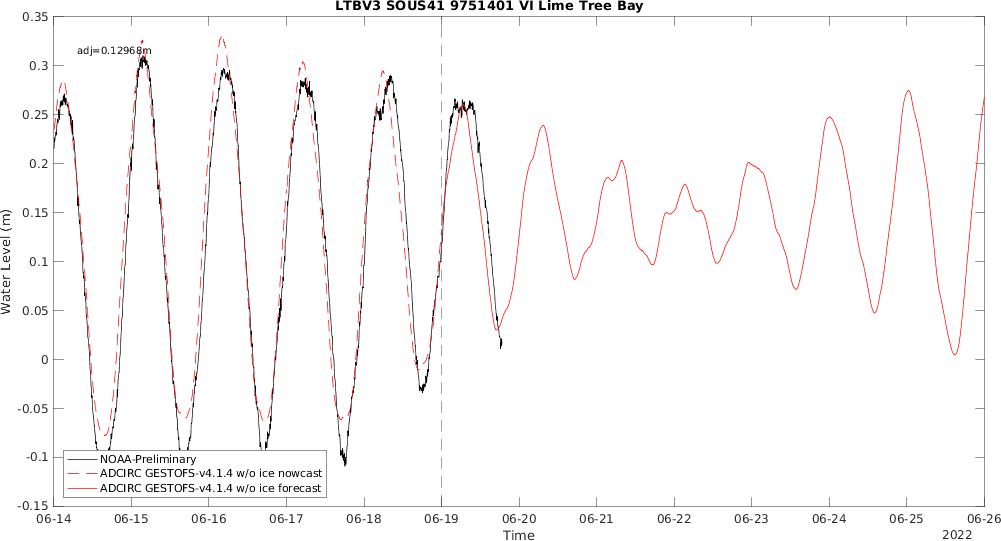 LTBV3 SOUS41 9751401 VI Lime Tree Bay
0.35
0.3
0.25
0.2
0.15
0.1
0.05
0
-0.05
-0.1
-0.15
Water Level (m)
adj=0.12968m
NOAA-Preliminary
ADCIRC GESTOFS-v4.1.4 w/o ice nowcast
ADCIRC GESTOFS-v4.1.4 w/o ice forecast
06-14 06-15 06-16 06-17 06-18 06-19 06-20 06-21 06-22 06-23 06-24 06-25 06-26
Time
2022